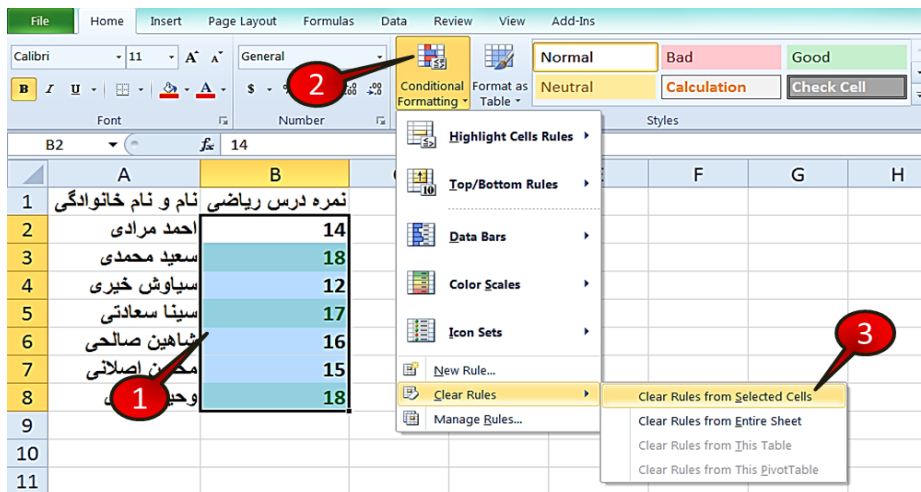 File Home Insert Page Layout Formulas Data Review View Add-Ins
Calibri 11 A A General Normal Bad Good
B I U A $ .00 Conditional Formatting Format as Table Neutral Calculation Check Cell
Font Number Styles
B2 fx 14
A B F G H
1 نام و نام خانوادگی نمره درس ریاضی
2 احمد مرادی 14
3 سعید محمدی 18
4 سیاوش خیری 12
5 سینا سعادتی 17
6 شاهین صالحی 16
7 اصلانی 15
8 18
9
10
11
1
2
Highlight Cells Rules
Top/Bottom Rules
Data Bars
Color Scales
Icon Sets
New Rule...
Clear Rules
Manage Rules...
3
Clear Rules from Selected Cells
Clear Rules from Entire Sheet
Clear Rules from This Table
Clear Rules from This PivotTable